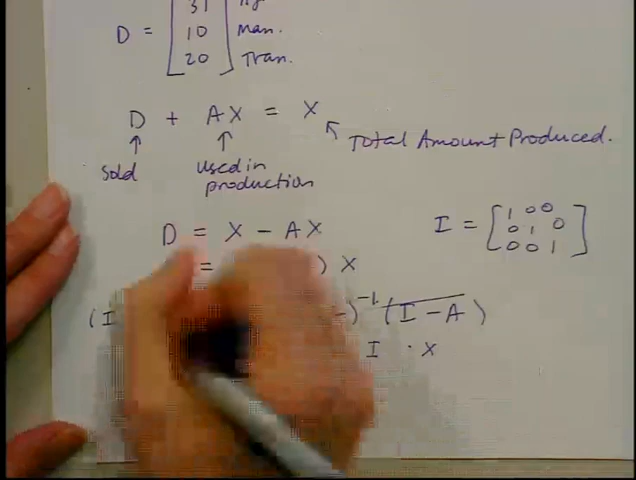 31
D = 10 man.
20 Tran.
D + AX = X
Total Amount Produced.
sold used in
production
D = X - AX I = [1 0 0
0 1 0
0 0 1]
= ) X
(I )⁻¹ (I - A)
I · X